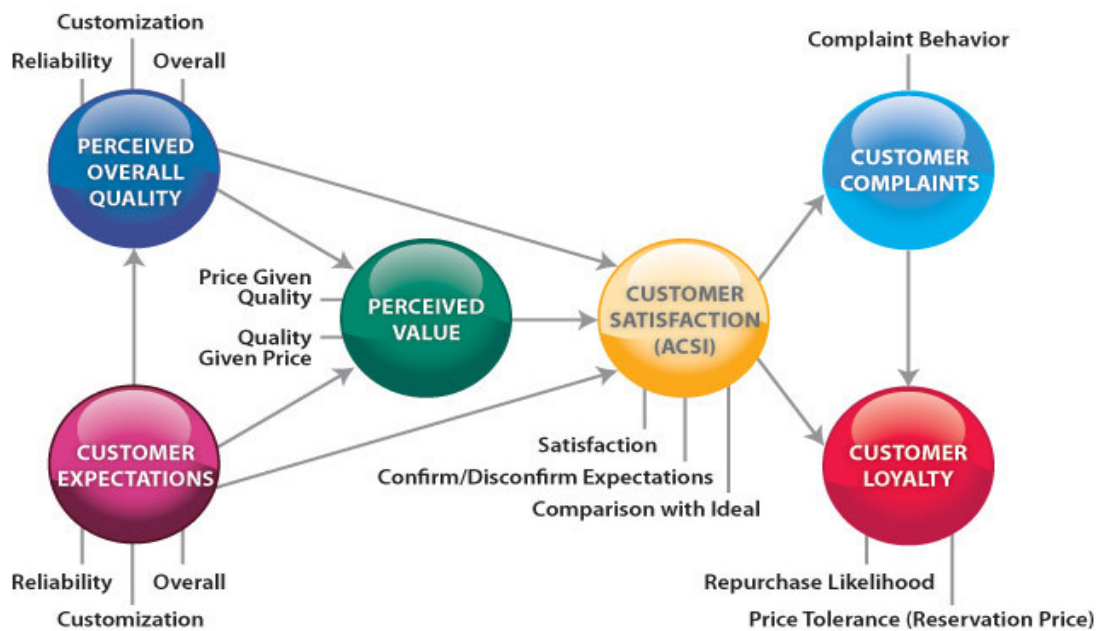 Customization
Reliability
Overall
PERCEIVED
OVERALL
QUALITY
Complaint Behavior
CUSTOMER
COMPLAINTS
Price Given
Quality
Quality
Given Price
PERCEIVED
VALUE
CUSTOMER
SATISFACTION
(ACSI)
Satisfaction
Confirm/Disconfirm Expectations
Comparison with Ideal
CUSTOMER
EXPECTATIONS
Reliability
Overall
Customization
CUSTOMER
LOYALTY
Repurchase Likelihood
Price Tolerance (Reservation Price)